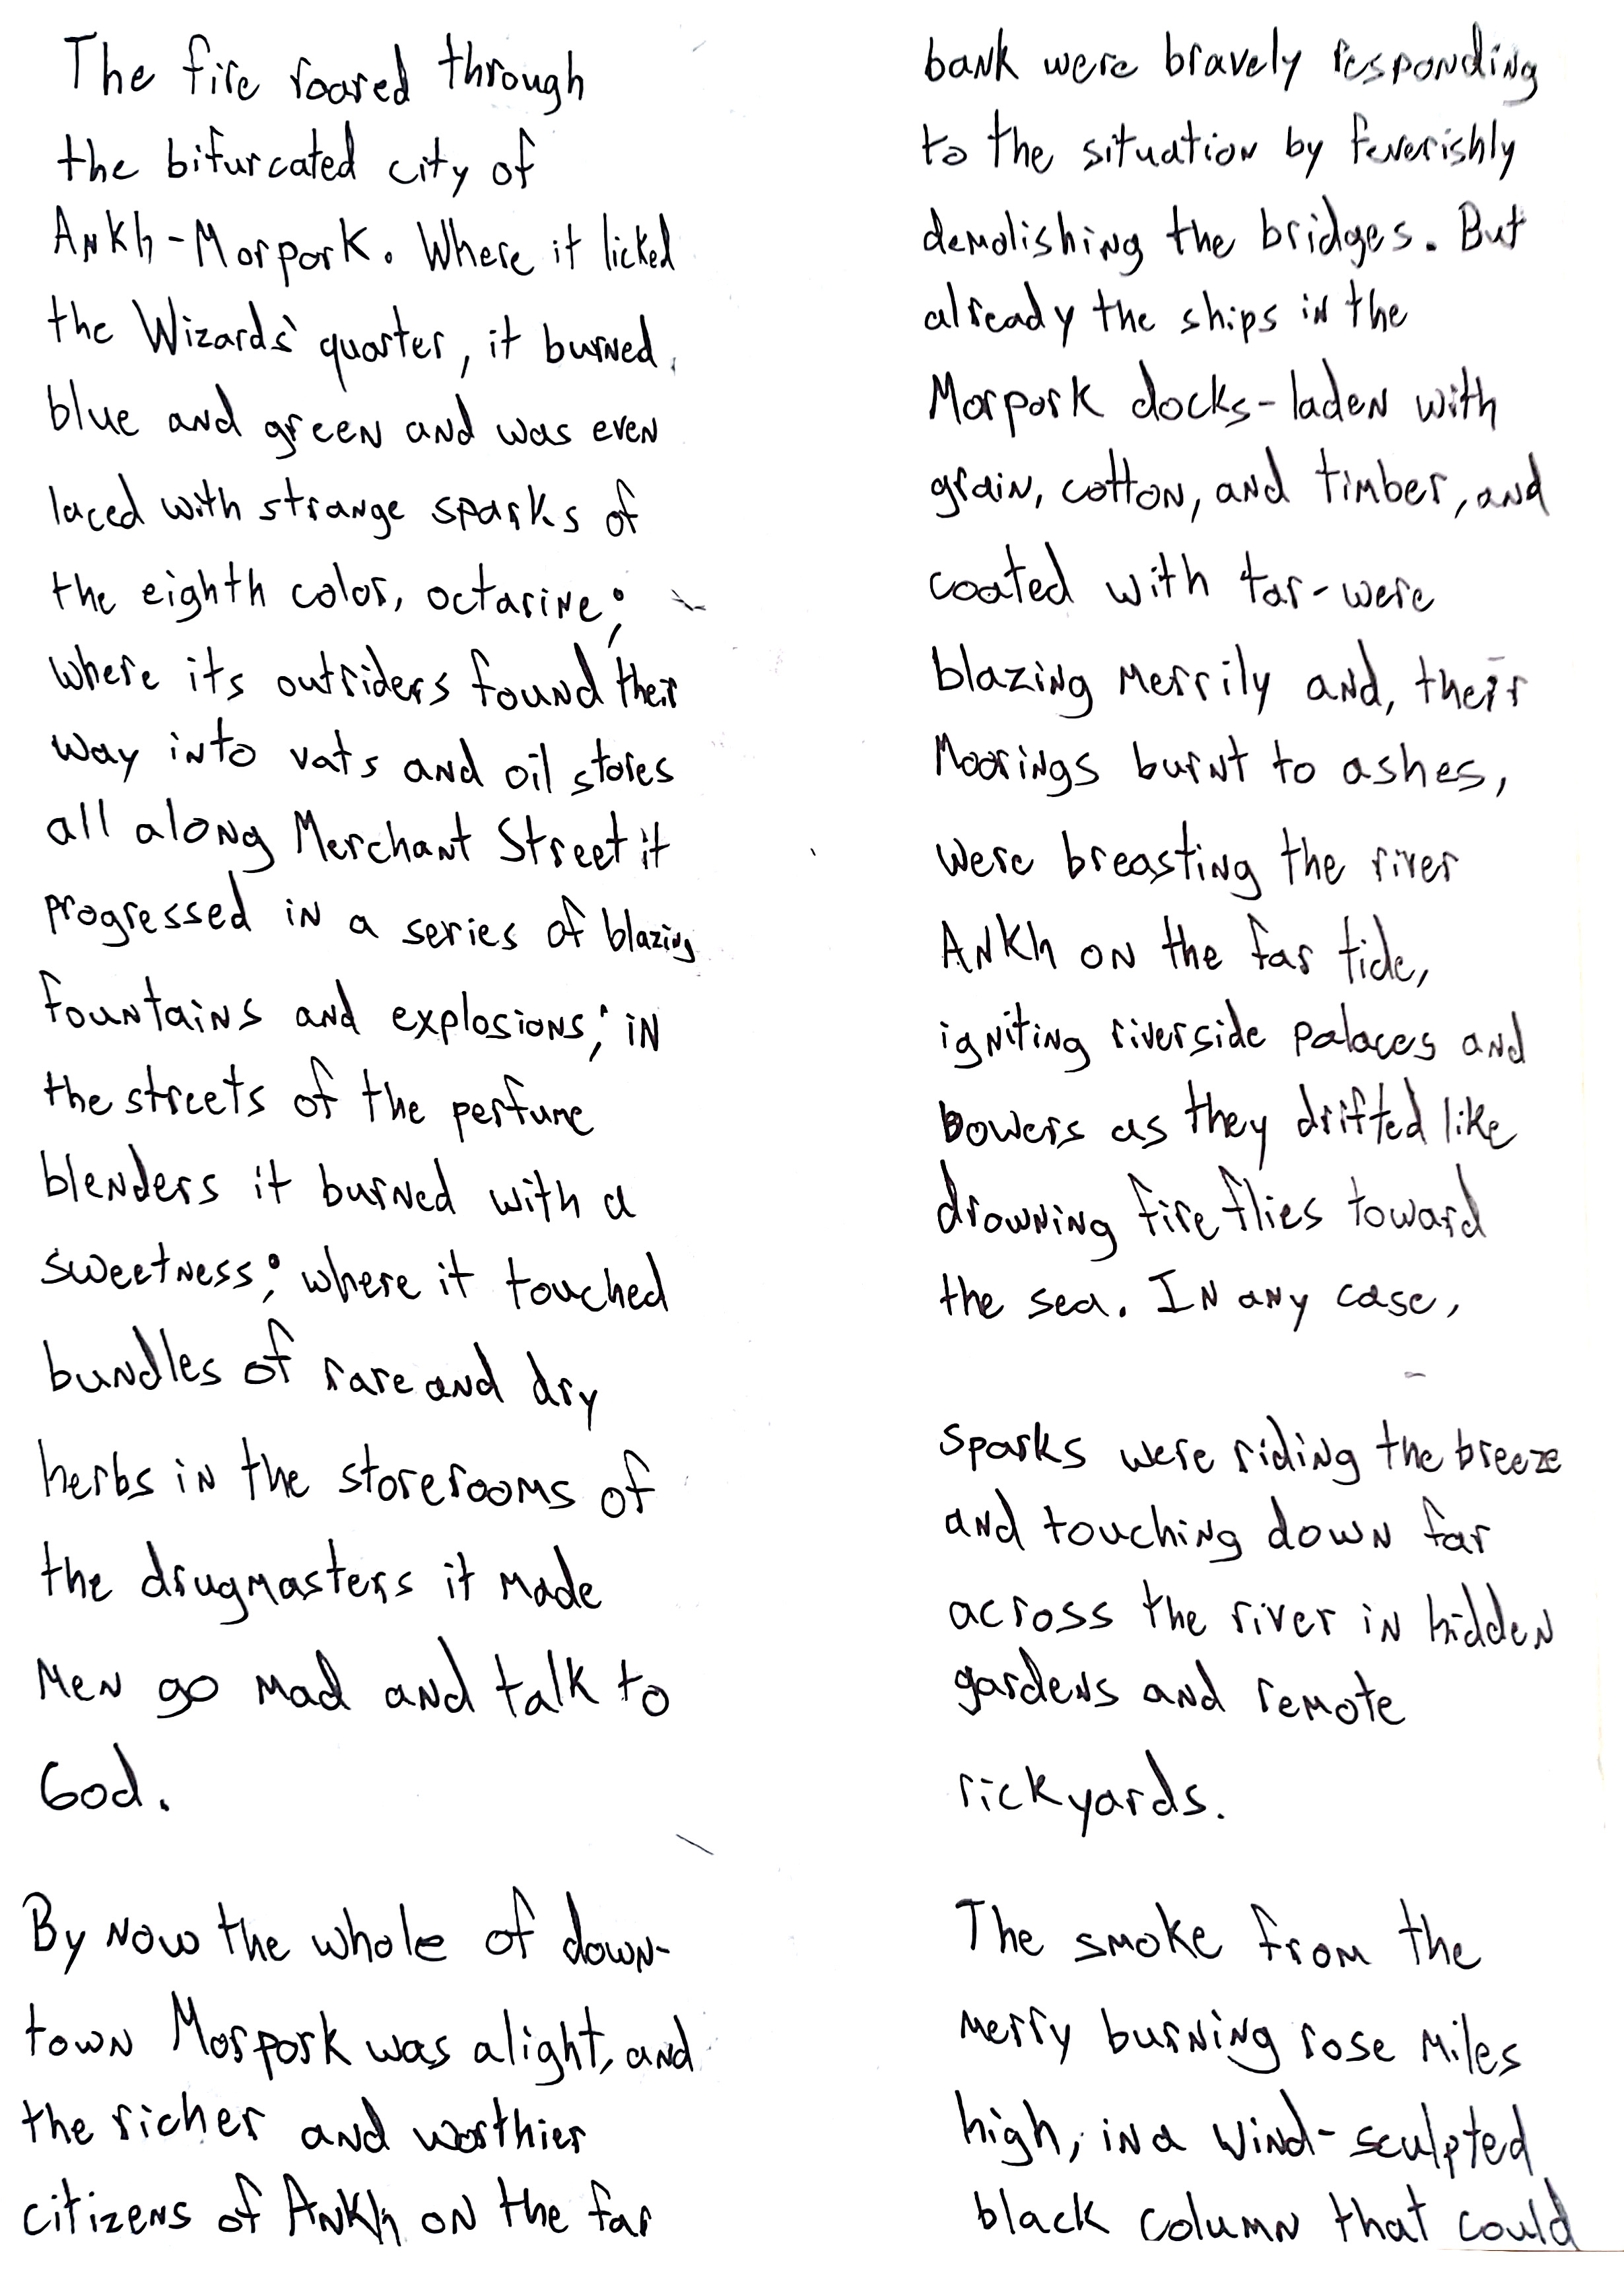 The fire roared through
the bifurcated city of
Ankh-Morpork. Where it licked
the Wizards' quarter, it burned
blue and green and was even
laced with strange sparks of
the eighth color, octarine;
where its outriders found their
way into vats and oil stores
all along Merchant Street it
progressed in a series of blazing
fountains and explosions; in
the streets of the perfume
blenders it burned with a
sweetness; where it touched
bundles of rare and dry
herbs in the storerooms of
the drugmasters it made
men go mad and talk to
God.
By now the whole of down-
town Morpork was alight, and
the richer and worthier
citizens of Ankh on the far
bank were bravely responding
to the situation by feverishly
demolishing the bridges. But
already the ships in the
Morpork docks-laden with
grain, cotton, and timber, and
coated with tar-were
blazing merrily and, their
moorings burnt to ashes,
were breasting the river
Ankh on the far tide,
igniting riverside palaces and
bowers as they drifted like
drowning fireflies toward
the sea. In any case,
sparks were riding the breeze
and touching down far
across the river in hidden
gardens and remote
rickyards.
The smoke from the
merry burning rose miles
high, in a wind-sculpted
black column that could